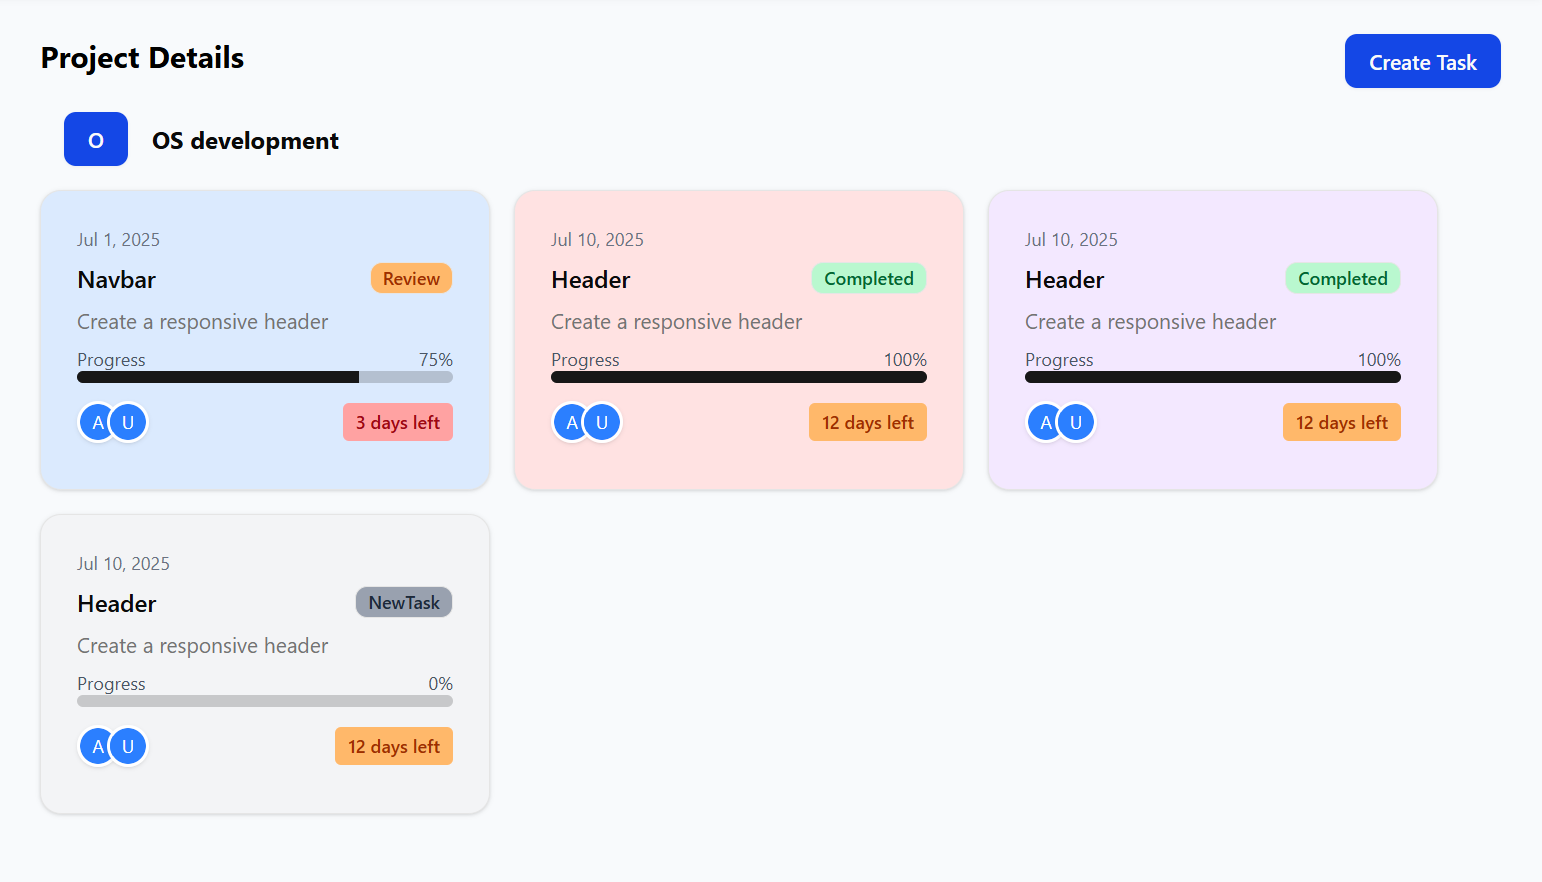 Project Details
Create Task
O
OS development
Jul 1, 2025
Navbar
Review
Create a responsive header
Progress
75%
A
U
3 days left
Jul 10, 2025
Header
Completed
Create a responsive header
Progress
100%
A
U
12 days left
Jul 10, 2025
Header
Completed
Create a responsive header
Progress
100%
A
U
12 days left
Jul 10, 2025
Header
NewTask
Create a responsive header
Progress
0%
A
U
12 days left